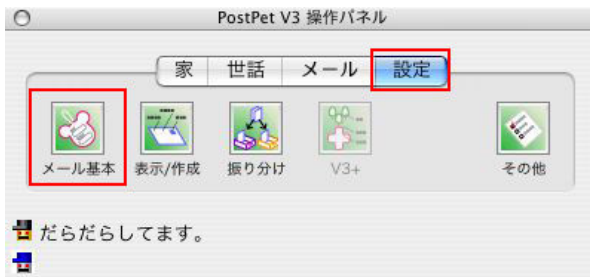 PostPet V3 操作パネル
家 世話 メール 設定
メール基本 表示/作成 振り分け V3+ その他
だらだらしてます。